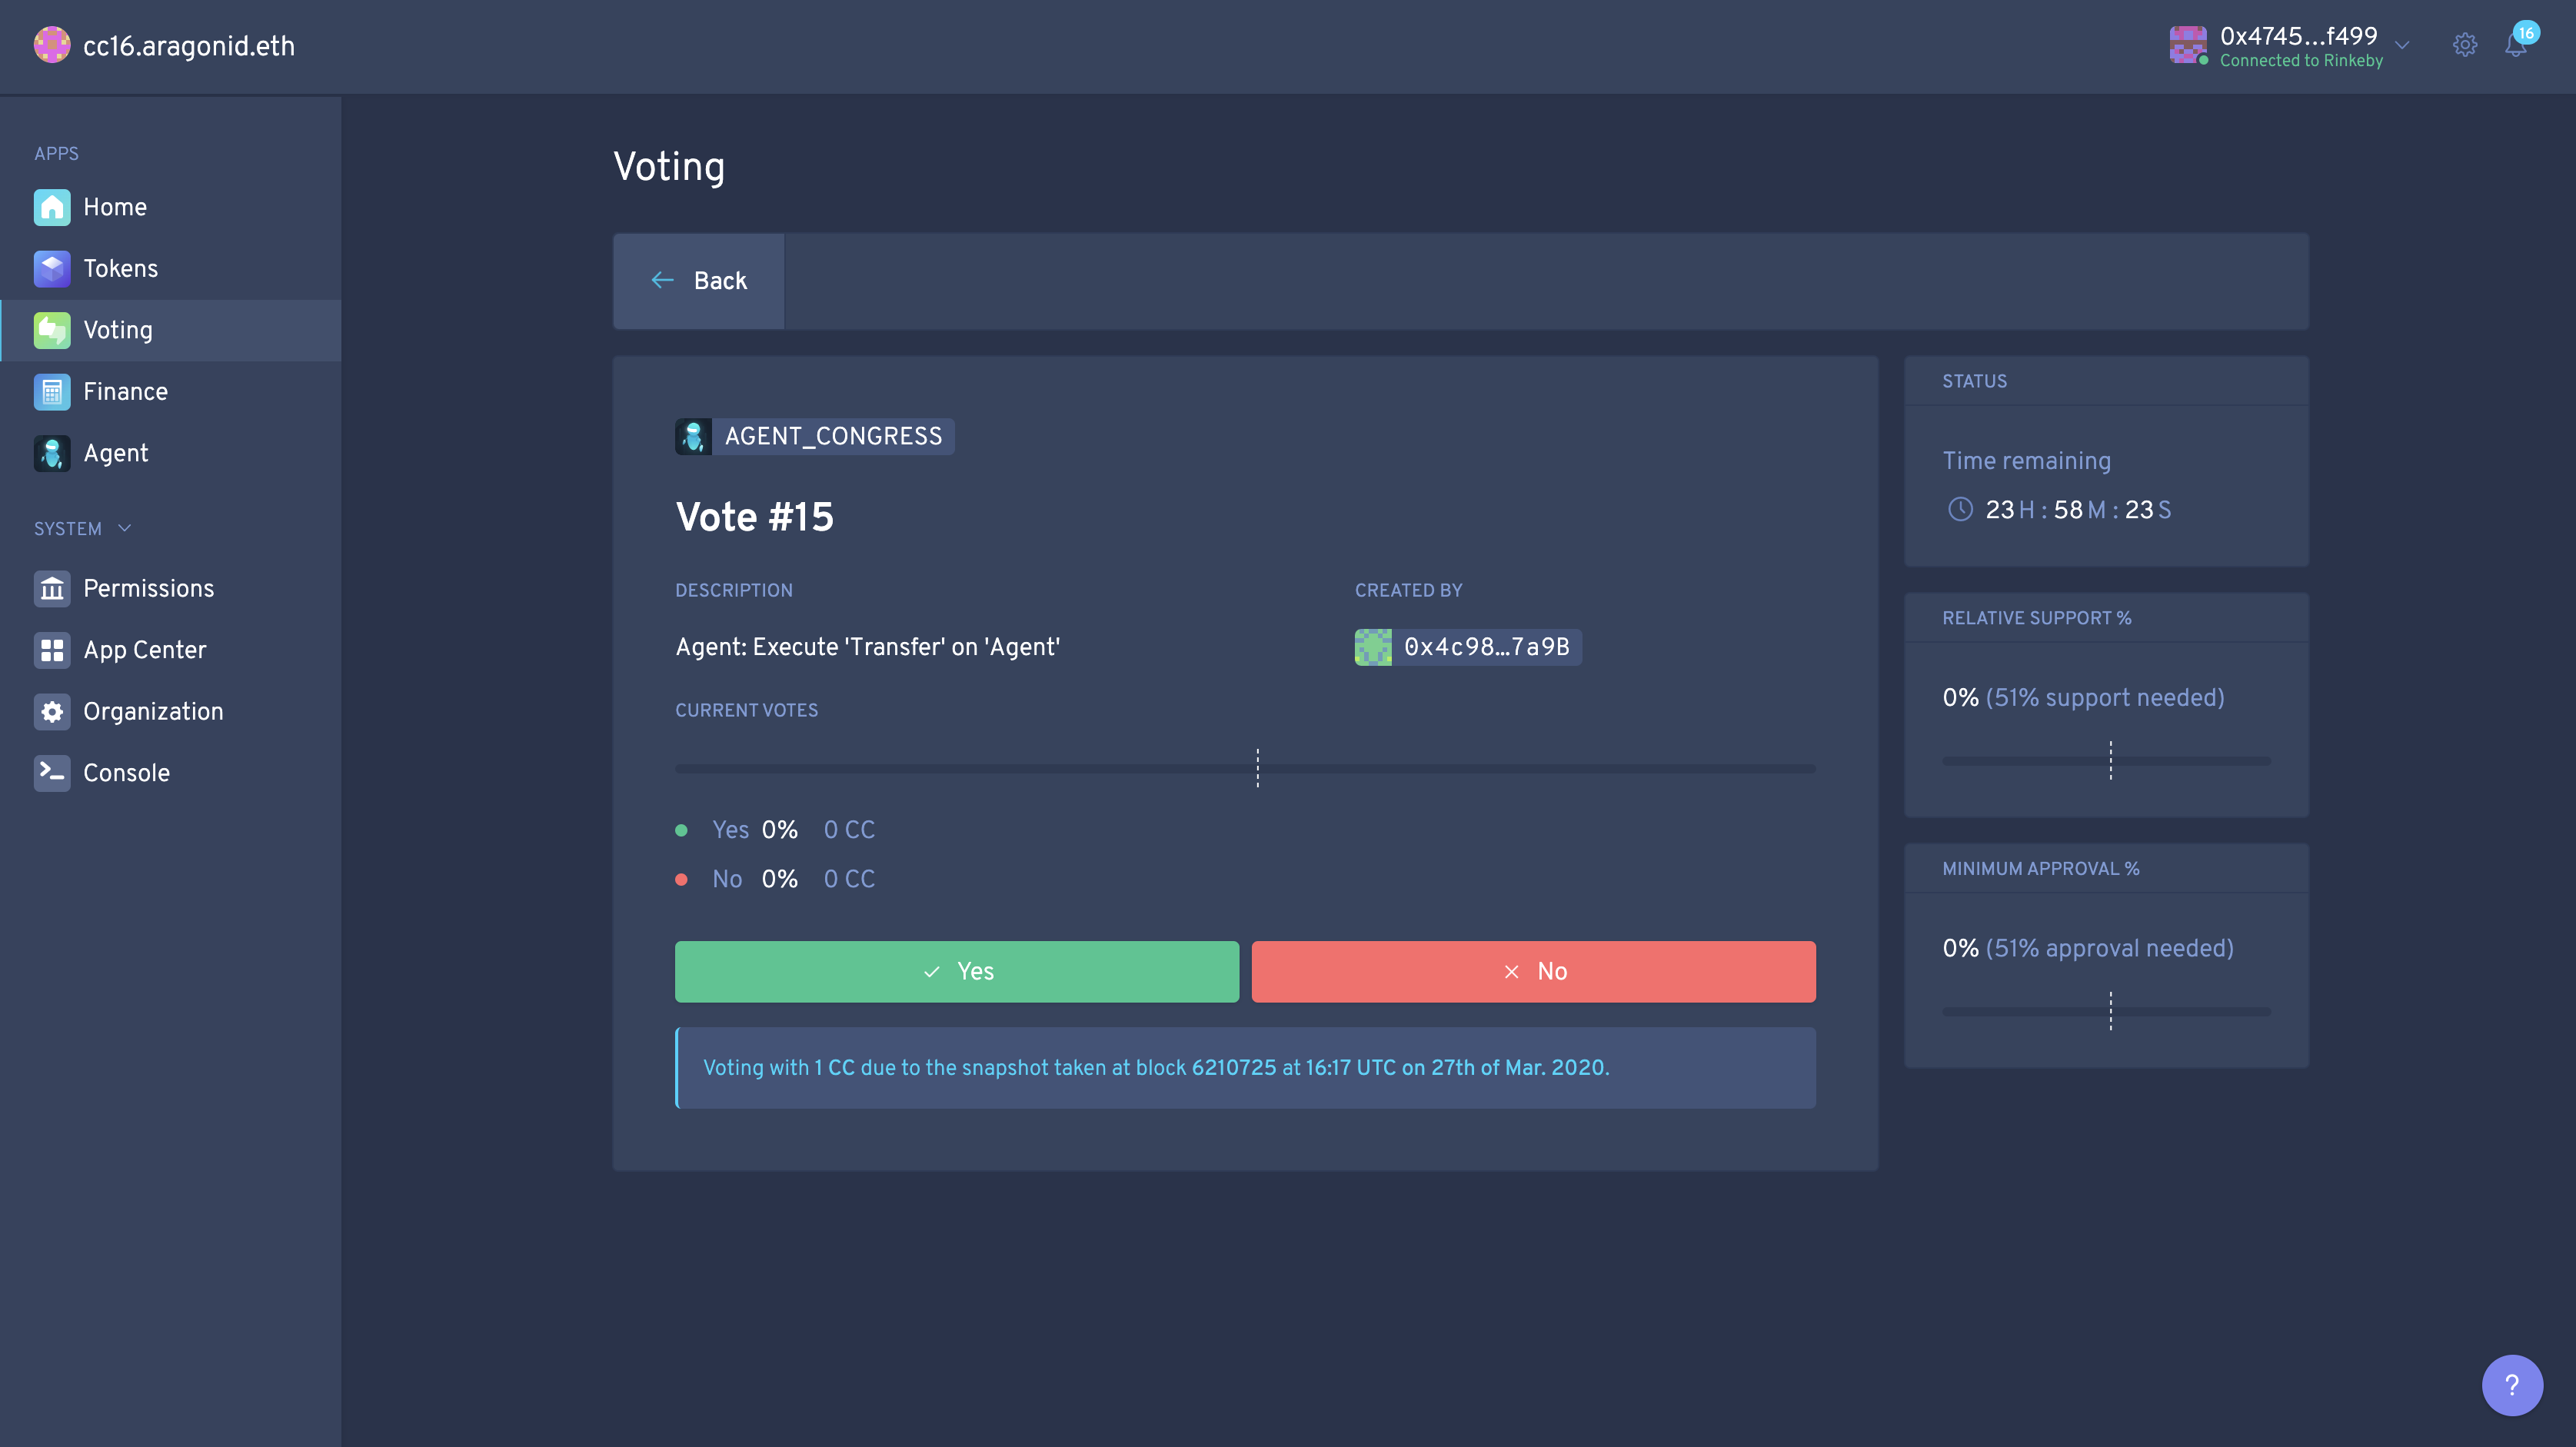 cc16.aragonid.eth
0x4745...f499
Connected to Rinkeby
16
APPS
Home
Tokens
Voting
Finance
Agent
SYSTEM
Permissions
App Center
Organization
Console
Voting
Back
AGENT_CONGRESS
Vote #15
DESCRIPTION
Agent: Execute 'Transfer' on 'Agent'
CREATED BY
0x4c98…7a9B
CURRENT VOTES
Yes 0% 0 CC
No 0% 0 CC
Yes
No
Voting with 1 CC due to the snapshot taken at block 6210725 at 16:17 UTC on 27th of Mar. 2020.
STATUS
Time remaining
23 H : 58 M : 23 S
RELATIVE SUPPORT %
0% (51% support needed)
MINIMUM APPROVAL %
0% (51% approval needed)
?